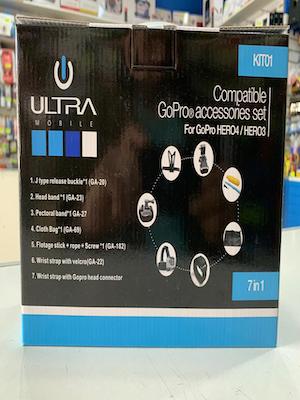 KIT01
ULTRA
MOBILE
Compatible
GoPro® accessories set
For GoPro HERO4 / HERO3
1. J type release buckle*1 (GA-20)
2. Head band*1 (GA-23)
3. Pectoral band*1 GA-27
4. Cloth Bag*1 (GA-69)
5. Flotage stick + rope + Screw *1 (GA-182)
6. Wrist strap with velcro(GA-22)
7. Wrist strap with Gopro head connector
7 in 1